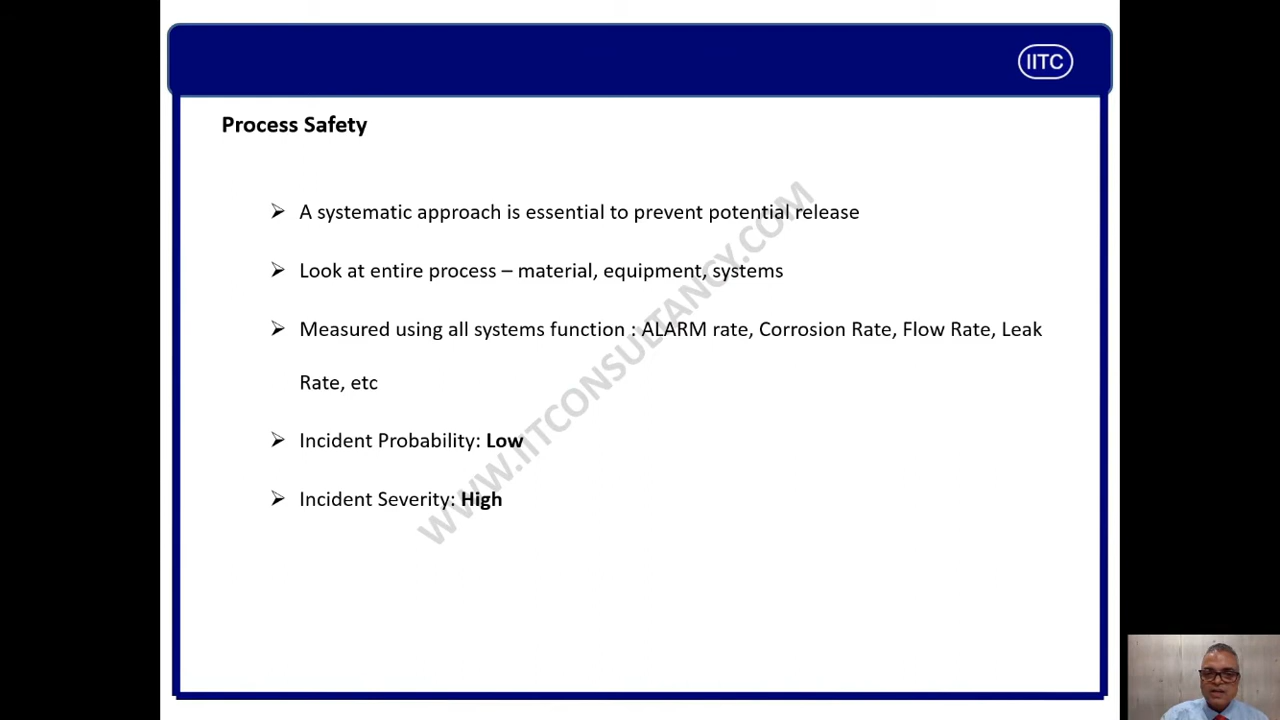 IITC
Process Safety
➢ A systematic approach is essential to prevent potential release
➢ Look at entire process – material, equipment, systems
➢ Measured using all systems function : ALARM rate, Corrosion Rate, Flow Rate, Leak
Rate, etc
➢ Incident Probability: Low
➢ Incident Severity: High
WWW.IITCONSULTANCY.COM